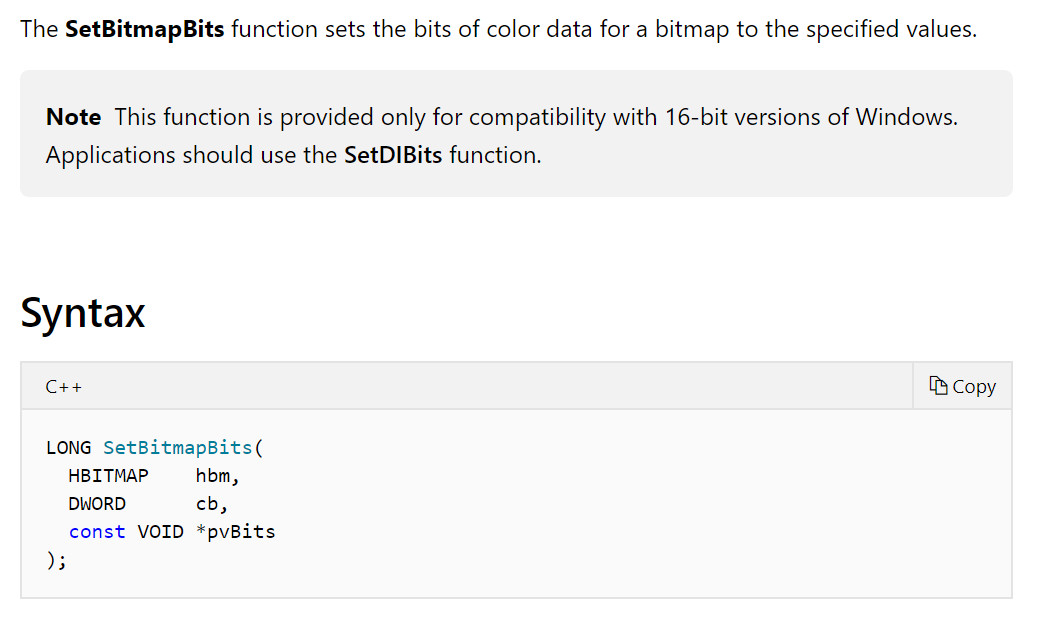 The SetBitmapBits function sets the bits of color data for a bitmap to the specified values.
Note This function is provided only for compatibility with 16-bit versions of Windows.
Applications should use the SetDIBits function.
Syntax
C++
Copy
LONG SetBitmapBits(
  HBITMAP    hbm,
  DWORD      cb,
  const VOID *pvBits
);